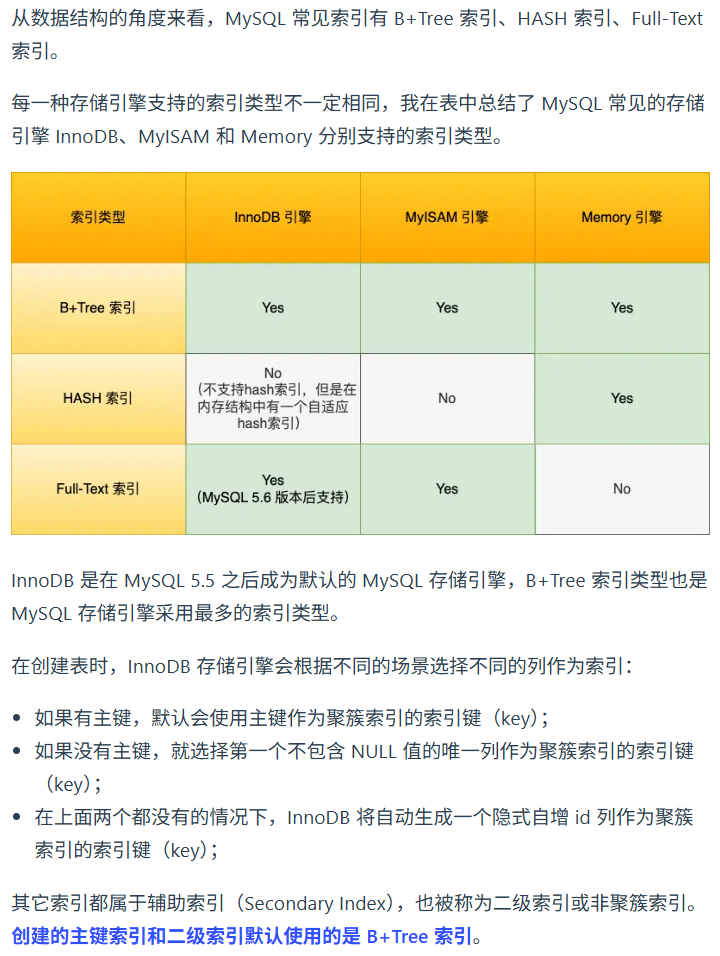 从数据结构的角度来看，MySQL 常见索引有 B+Tree 索引、HASH 索引、Full-Text
索引。
每一种存储引擎支持的索引类型不一定相同，我在表中总结了 MySQL 常见的存储
引擎 InnoDB、MyISAM 和 Memory 分别支持的索引类型。
索引类型 InnoDB 引擎 MyISAM 引擎 Memory 引擎
B+Tree 索引 Yes Yes Yes
HASH 索引 No
（不支持hash索引，但是在
内存结构中有一个自适应
hash索引） No Yes
Full-Text 索引 Yes
（MySQL 5.6 版本后支持） Yes No
InnoDB 是在 MySQL 5.5 之后成为默认的 MySQL 存储引擎，B+Tree 索引类型也是
MySQL 存储引擎采用最多的索引类型。
在创建表时，InnoDB 存储引擎会根据不同的场景选择不同的列作为索引：
• 如果有主键，默认会使用主键作为聚簇索引的索引键（key）；
• 如果没有主键，就选择第一个不包含 NULL 值的唯一列作为聚簇索引的索引键
（key）；
• 在上面两个都没有的情况下，InnoDB 将自动生成一个隐式自增 id 列作为聚簇
索引的索引键（key）；
其它索引都属于辅助索引（Secondary Index），也被称为二级索引或非聚簇索引。
创建的主键索引和二级索引默认使用的是 B+Tree 索引。